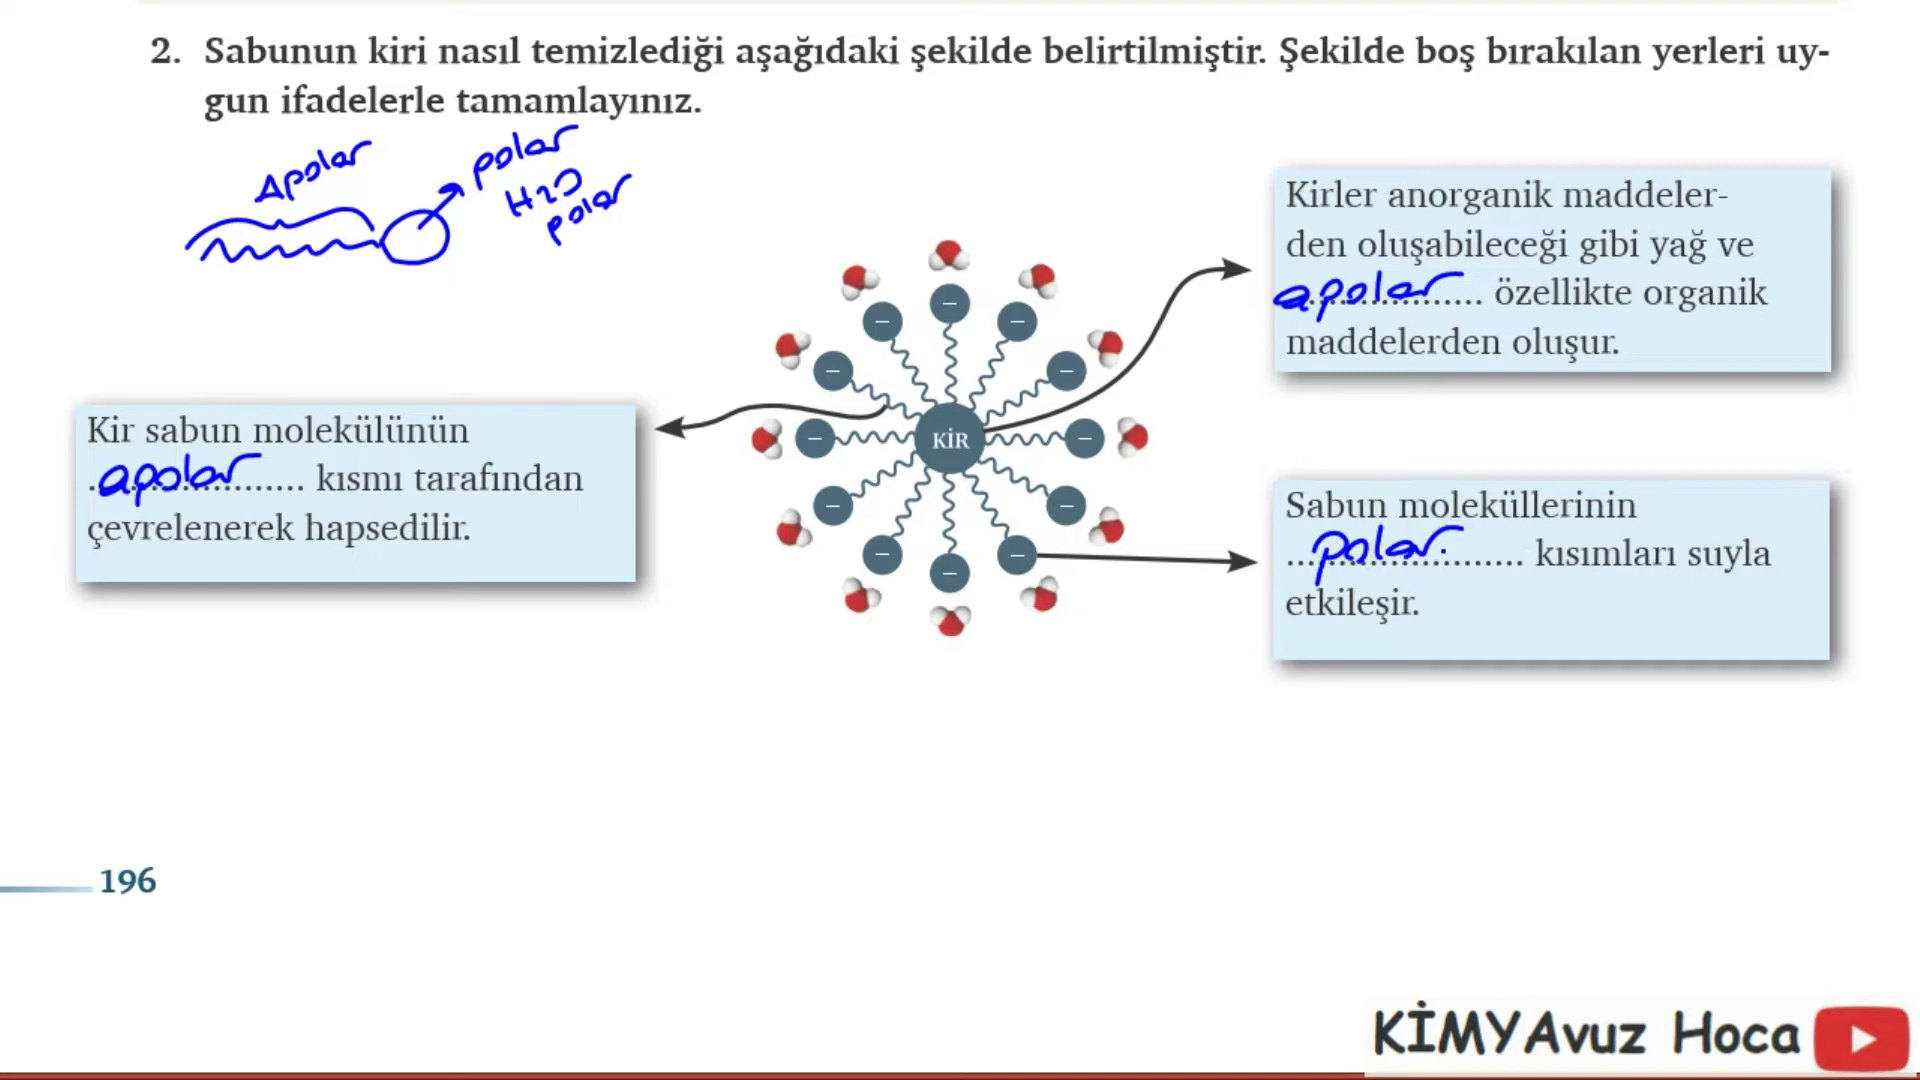 2. Sabunun kiri nasıl temizlediği aşağıdaki şekilde belirtilmiştir. Şekilde boş bırakılan yerleri uy-
gun ifadelerle tamamlayınız.
Apolar
polar
H2O
polar
Kirler anorganik maddeler-
den oluşabileceği gibi yağ ve
apolar özellikte organik
maddelerden oluşur.
Kir sabun molekülünün
apolar kısmı tarafından
çevrelenerek hapsedilir.
KİR
Sabun moleküllerinin
polar kısımları suyla
etkileşir.
196
KİMYAvuz Hoca